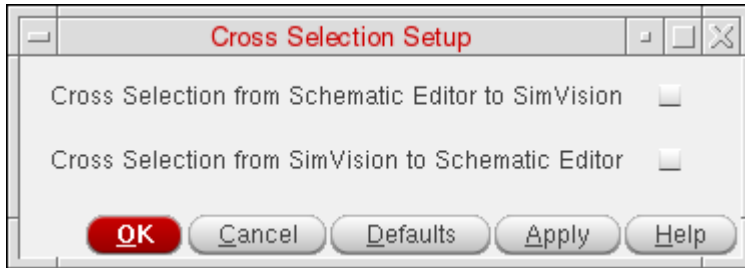 Cross Selection Setup
Cross Selection from Schematic Editor to SimVision
Cross Selection from SimVision to Schematic Editor
OK Cancel Defaults Apply Help